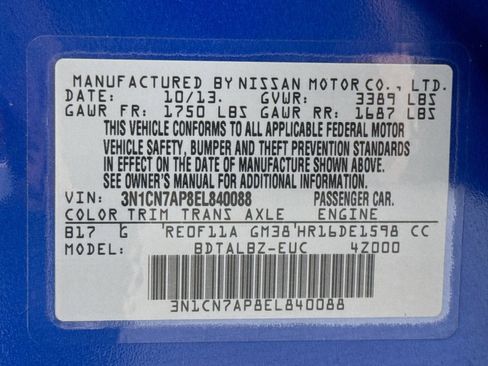 MANUFACTURED BY NISSAN MOTOR CO., LTD.
DATE: 10/13. GVWR: 3389 LBS
GAWR FR: 1750 LBS GAWR RR: 1687 LBS
THIS VEHICLE CONFORMS TO ALL APPLICABLE FEDERAL MOTOR
VEHICLE SAFETY, BUMPER AND THEFT PREVENTION STANDARDS
IN EFFECT ON THE DATE OF MANUFACTURE SHOWN ABOVE.
SEE OWNER'S MANUAL FOR ADDITIONAL INFORMATION.
VIN: 3N1CN7AP8EL840088 PASSENGER CAR.
COLOR TRIM TRANS AXLE ENGINE
B17 G 'RE0F11A GM38'HR16DE1598 CC
MODEL: BDTALBZ-EUC 4Z000
3N1CN7AP8EL840088